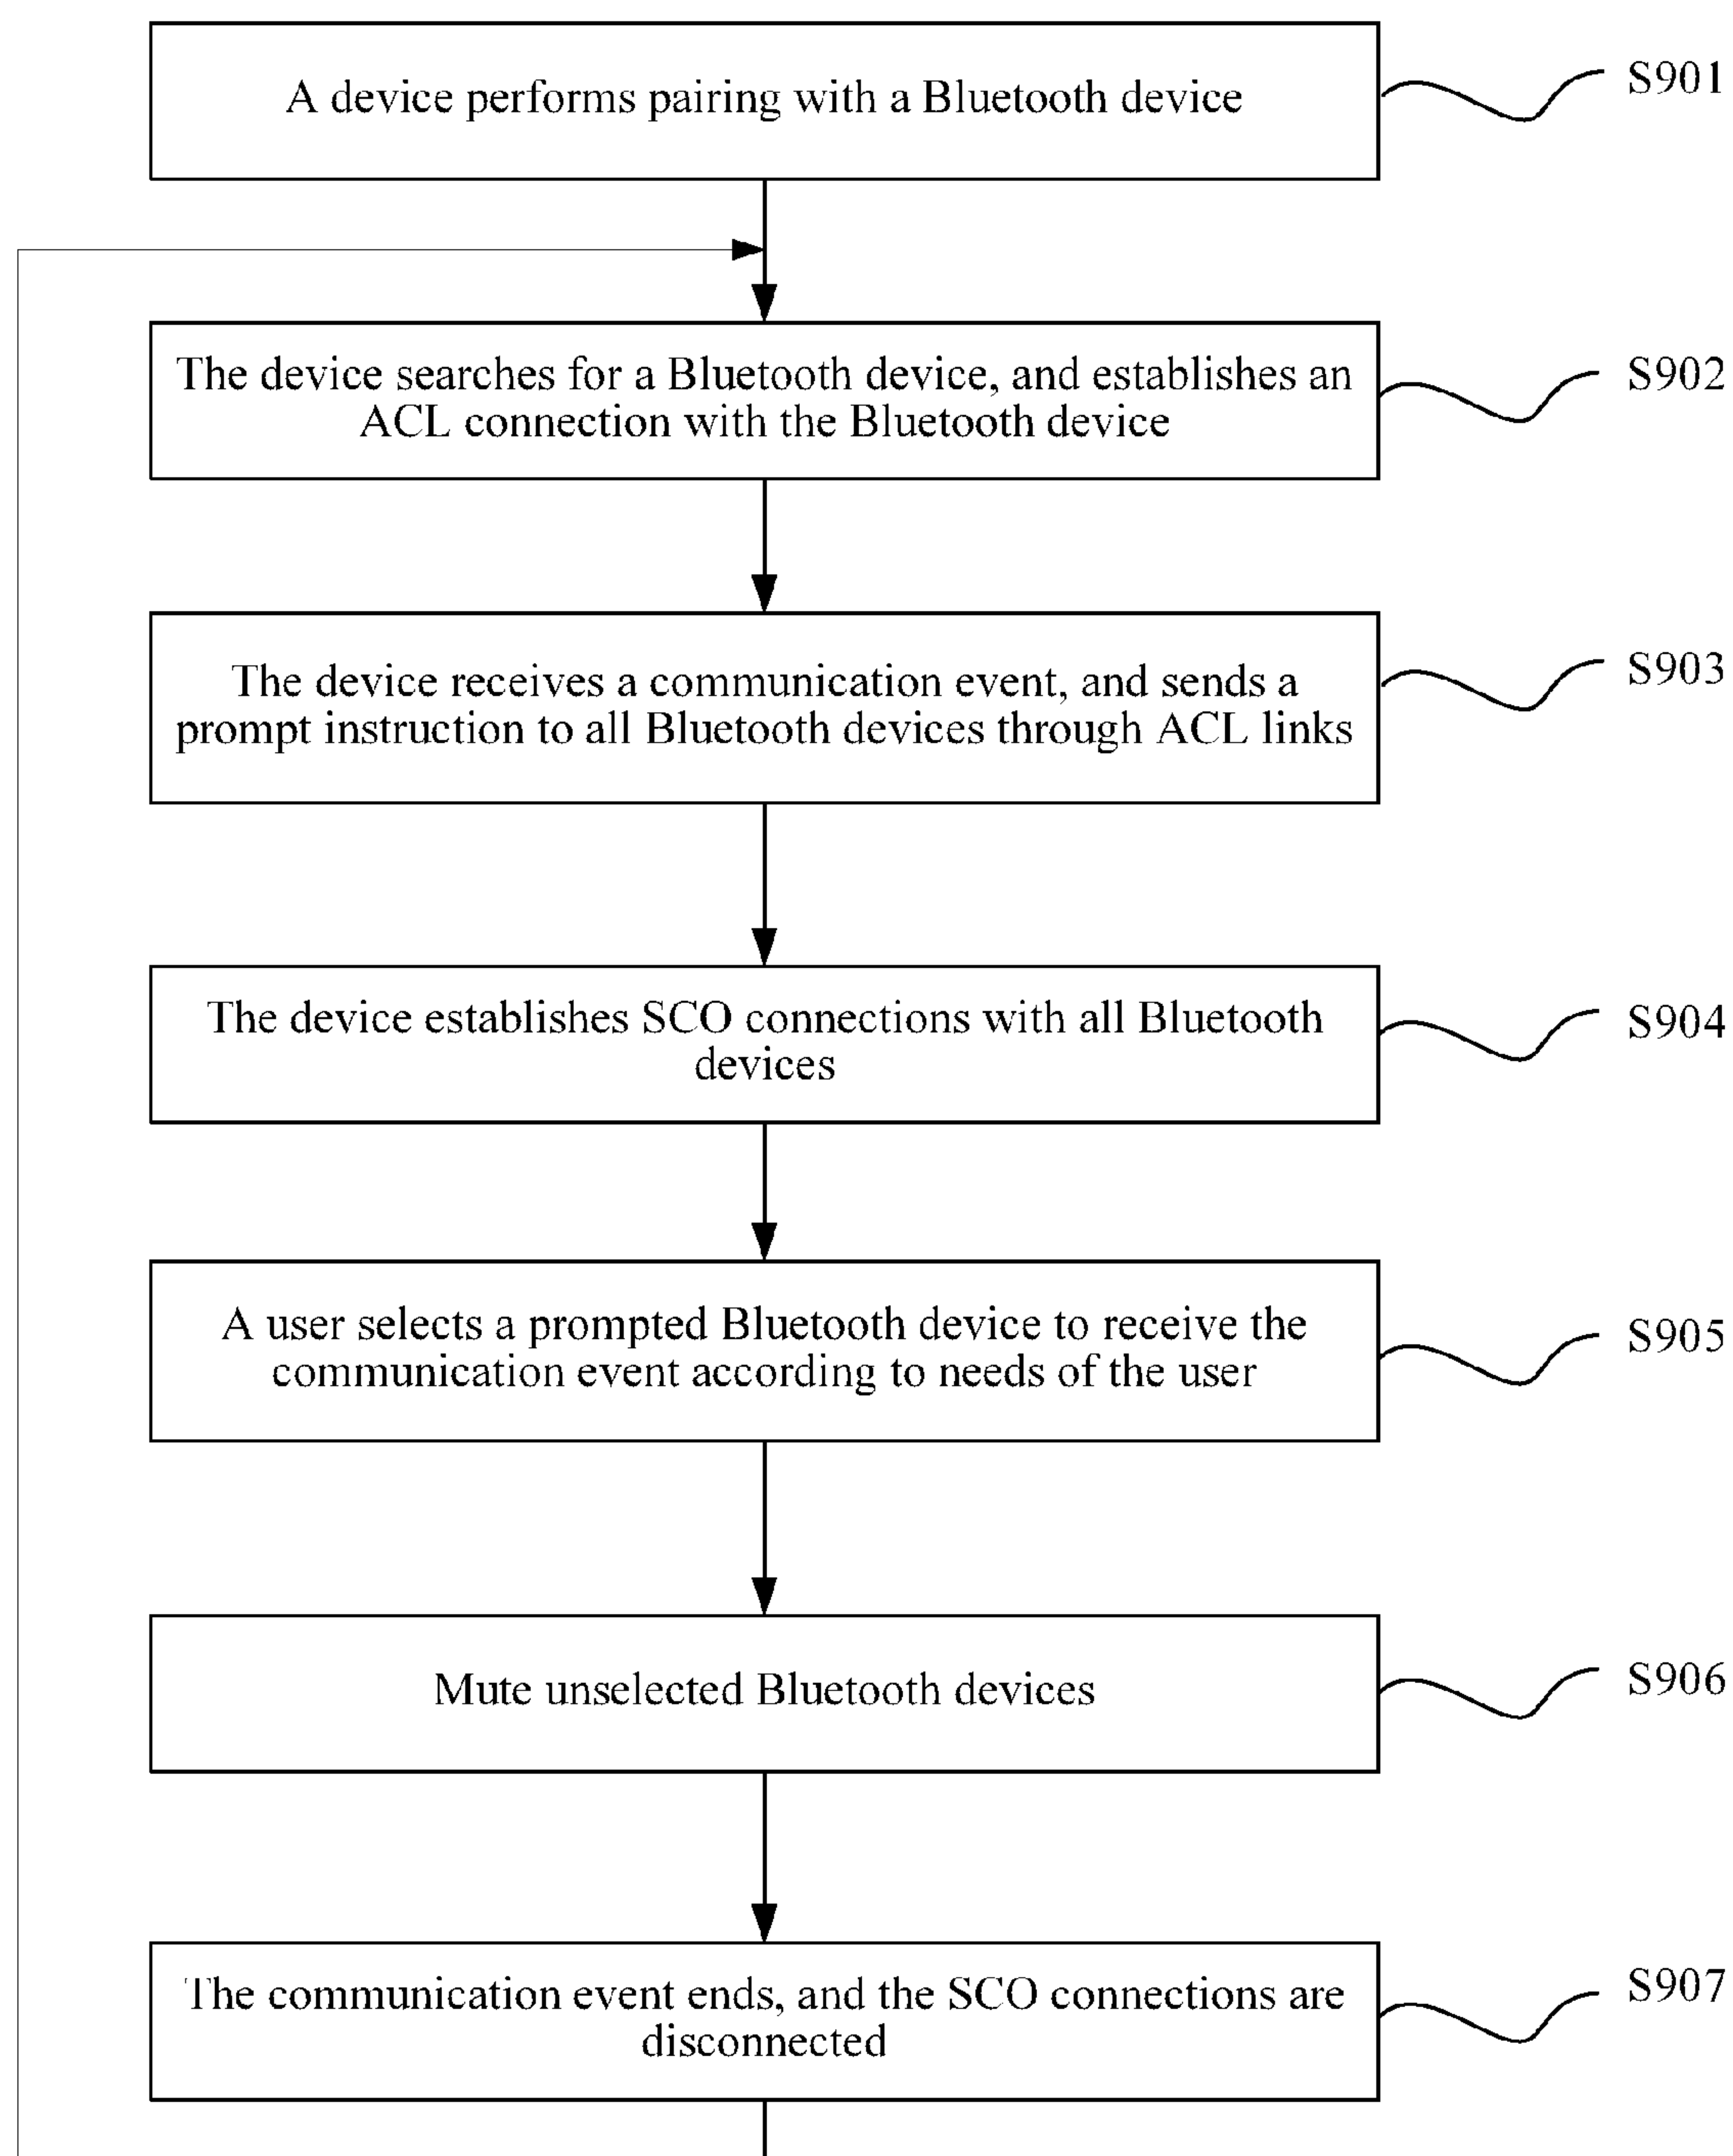 A device performs pairing with a Bluetooth device
S901
The device searches for a Bluetooth device, and establishes an
ACL connection with the Bluetooth device
S902
The device receives a communication event, and sends a
prompt instruction to all Bluetooth devices through ACL links
S903
The device establishes SCO connections with all Bluetooth
devices
S904
A user selects a prompted Bluetooth device to receive the
communication event according to needs of the user
S905
Mute unselected Bluetooth devices
S906
The communication event ends, and the SCO connections are
disconnected
S907